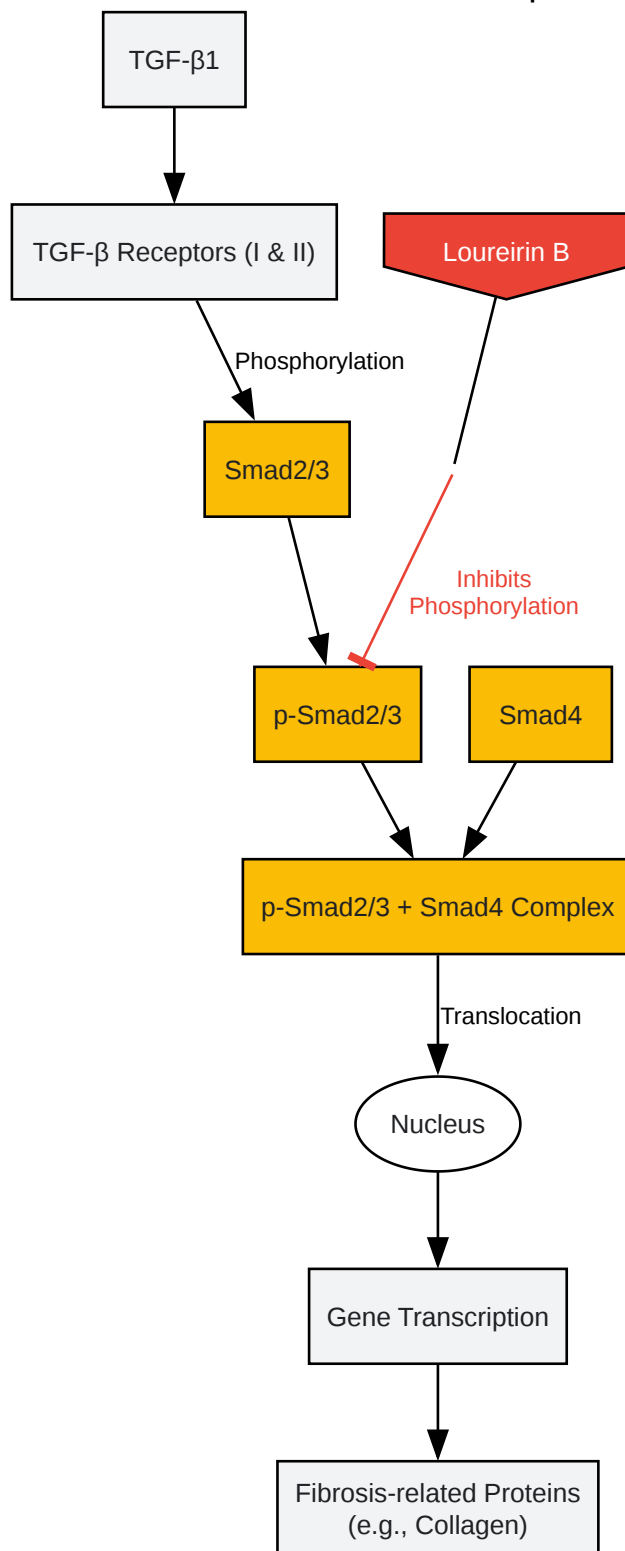 TGF-β1
TGF-β Receptors (I & II)
Loureirin B
Phosphorylation
Smad2/3
Inhibits
Phosphorylation
p-Smad2/3
Smad4
p-Smad2/3 + Smad4 Complex
Translocation
Nucleus
Gene Transcription
Fibrosis-related Proteins
(e.g., Collagen)